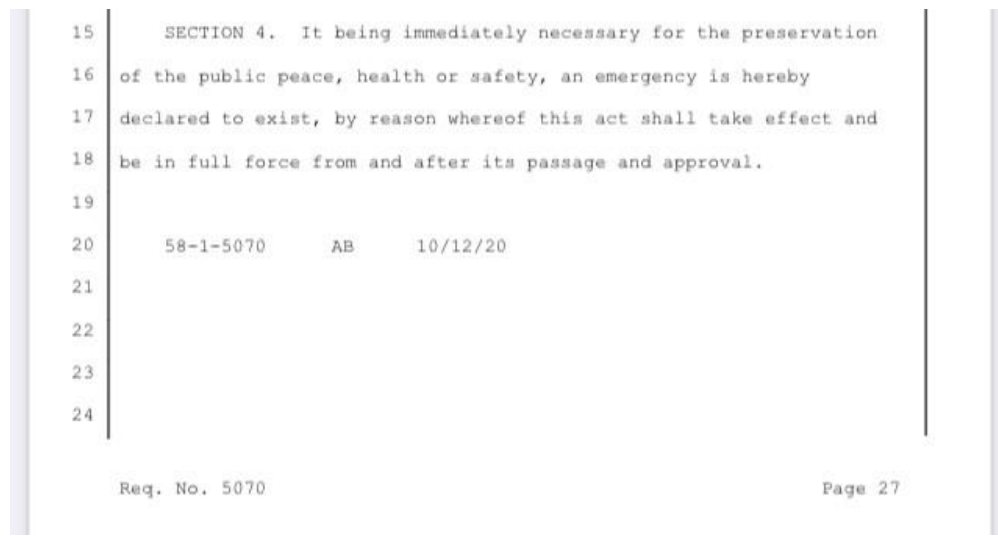 15 SECTION 4. It being immediately necessary for the preservation
16 of the public peace, health or safety, an emergency is hereby
17 declared to exist, by reason whereof this act shall take effect and
18 be in full force from and after its passage and approval.
19
20 58-1-5070 AB 10/12/20
21
22
23
24
Req. No. 5070 Page 27